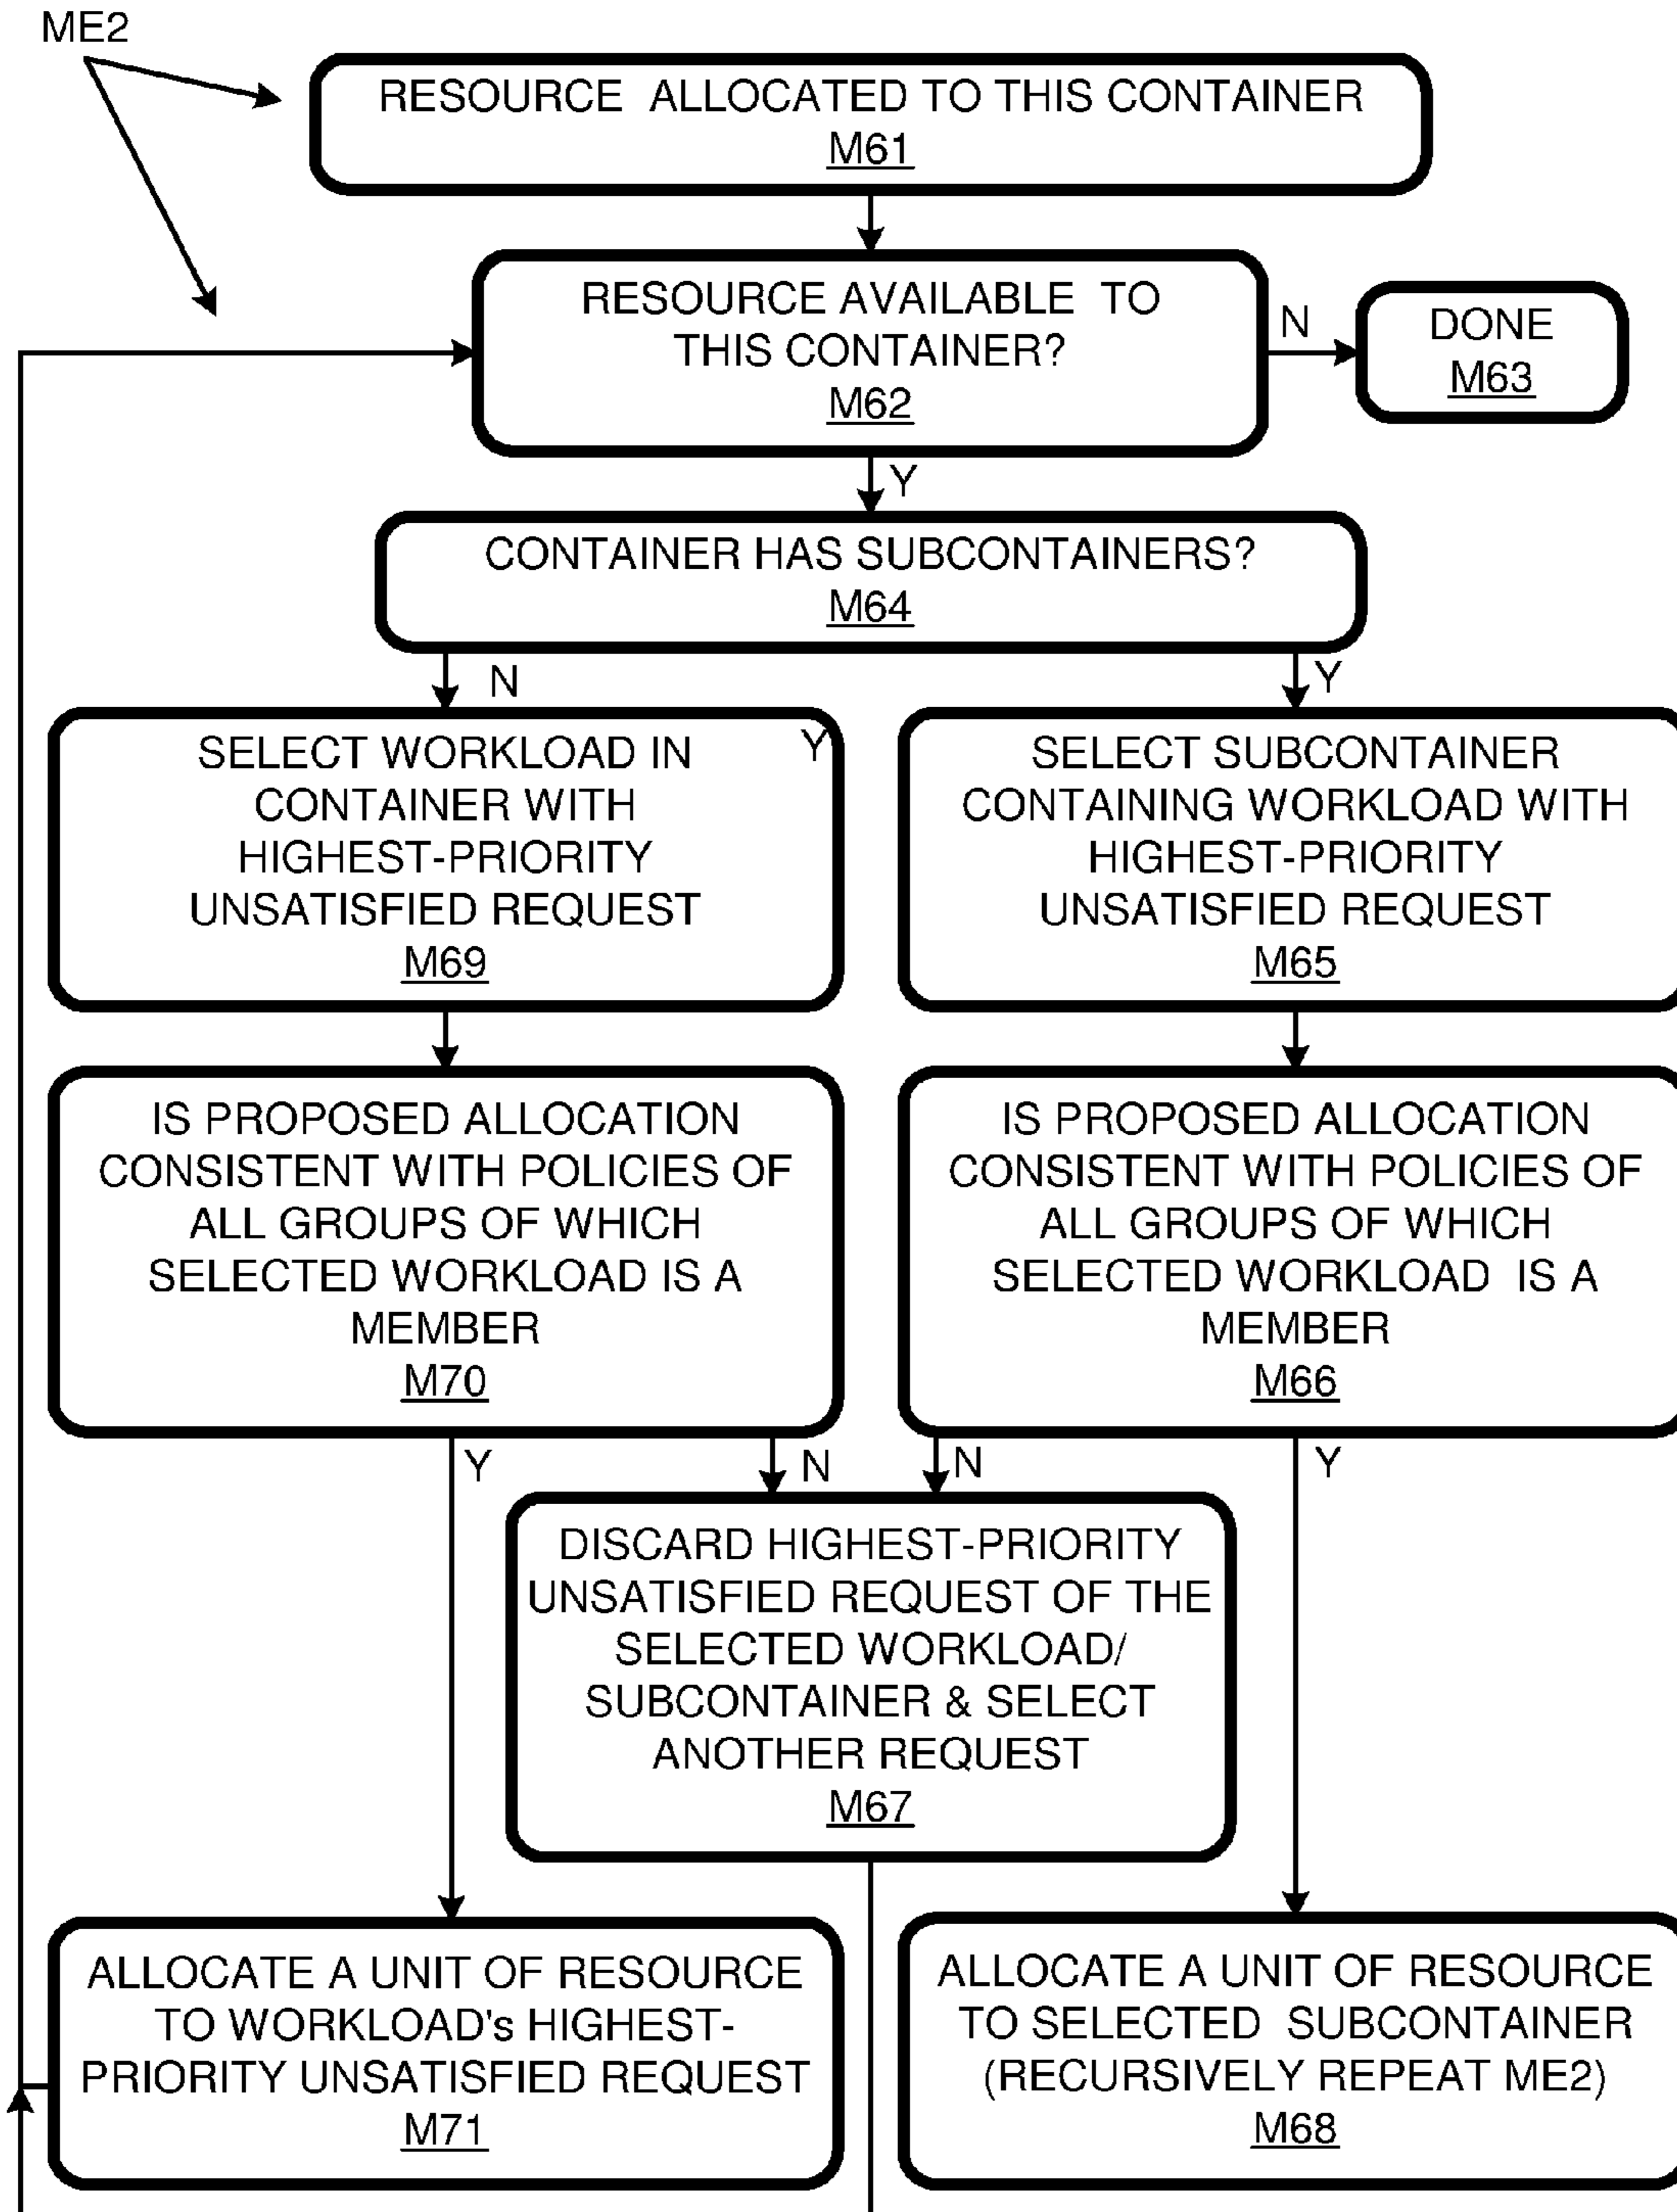 ME2
RESOURCE ALLOCATED TO THIS CONTAINER
M61
RESOURCE AVAILABLE TO
THIS CONTAINER?
M62
N
DONE
M63
Y
CONTAINER HAS SUBCONTAINERS?
M64
N
Y
SELECT WORKLOAD IN
CONTAINER WITH
HIGHEST-PRIORITY
UNSATISFIED REQUEST
M69
Y
SELECT SUBCONTAINER
CONTAINING WORKLOAD WITH
HIGHEST-PRIORITY
UNSATISFIED REQUEST
M65
IS PROPOSED ALLOCATION
CONSISTENT WITH POLICIES OF
ALL GROUPS OF WHICH
SELECTED WORKLOAD IS A
MEMBER
M70
IS PROPOSED ALLOCATION
CONSISTENT WITH POLICIES OF
ALL GROUPS OF WHICH
SELECTED WORKLOAD IS A
MEMBER
M66
Y
N
N
Y
DISCARD HIGHEST-PRIORITY
UNSATISFIED REQUEST OF THE
SELECTED WORKLOAD/
SUBCONTAINER & SELECT
ANOTHER REQUEST
M67
ALLOCATE A UNIT OF RESOURCE
TO WORKLOAD's HIGHEST-
PRIORITY UNSATISFIED REQUEST
M71
ALLOCATE A UNIT OF RESOURCE
TO SELECTED SUBCONTAINER
(RECURSIVELY REPEAT ME2)
M68